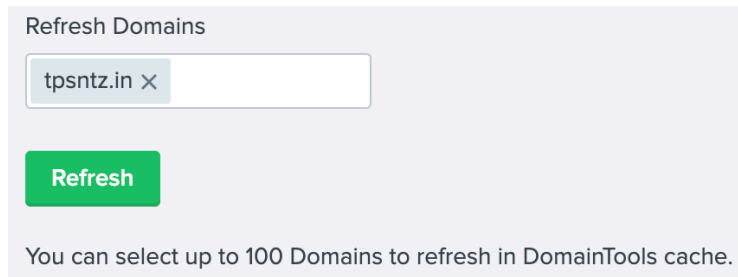 Refresh Domains
tpsntz.in ×
Refresh
You can select up to 100 Domains to refresh in DomainTools cache.